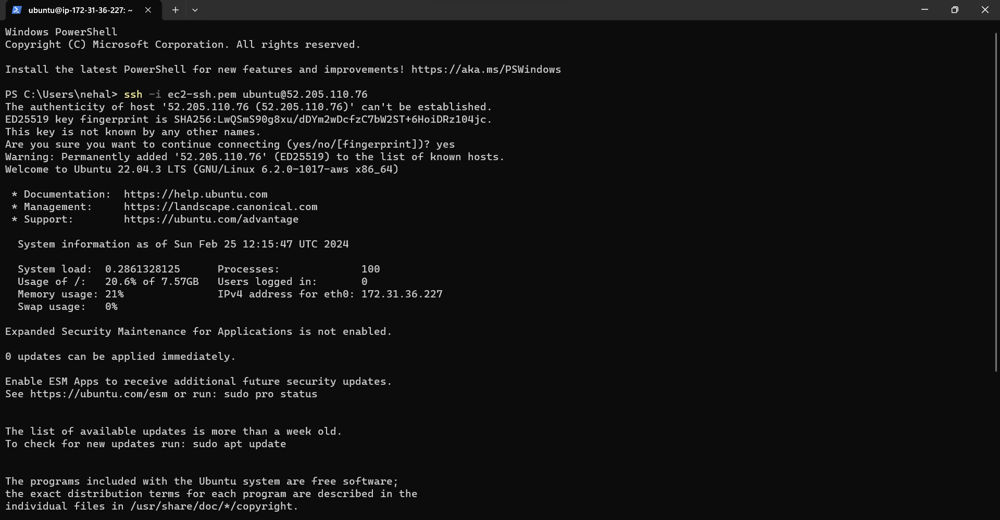 ubuntu@ip-172-31-36-227: ~
Windows PowerShell
Copyright (C) Microsoft Corporation. All rights reserved.
Install the latest PowerShell for new features and improvements! https://aka.ms/PSWindows
PS C:\Users\nehal> ssh -i ec2-ssh.pem ubuntu@52.205.110.76
The authenticity of host '52.205.110.76 (52.205.110.76)' can't be established.
ED25519 key fingerprint is SHA256:LwQSmS90g8xu/dDYm2wDcfzC7bW2ST+6HoiDRz104jc.
This key is not known by any other names.
Are you sure you want to continue connecting (yes/no/[fingerprint])? yes
Warning: Permanently added '52.205.110.76' (ED25519) to the list of known hosts.
Welcome to Ubuntu 22.04.3 LTS (GNU/Linux 6.2.0-1017-aws x86_64)
* Documentation:  https://help.ubuntu.com
* Management:     https://landscape.canonical.com
* Support:        https://ubuntu.com/advantage
System information as of Sun Feb 25 12:15:47 UTC 2024
System load:  0.2861328125      Processes:             100
Usage of /:   20.6% of 7.57GB   Users logged in:       0
Memory usage: 21%               IPv4 address for eth0: 172.31.36.227
Swap usage:   0%
Expanded Security Maintenance for Applications is not enabled.
0 updates can be applied immediately.
Enable ESM Apps to receive additional future security updates.
See https://ubuntu.com/esm or run: sudo pro status
The list of available updates is more than a week old.
To check for new updates run: sudo apt update
The programs included with the Ubuntu system are free software;
the exact distribution terms for each program are described in the
individual files in /usr/share/doc/*/copyright.